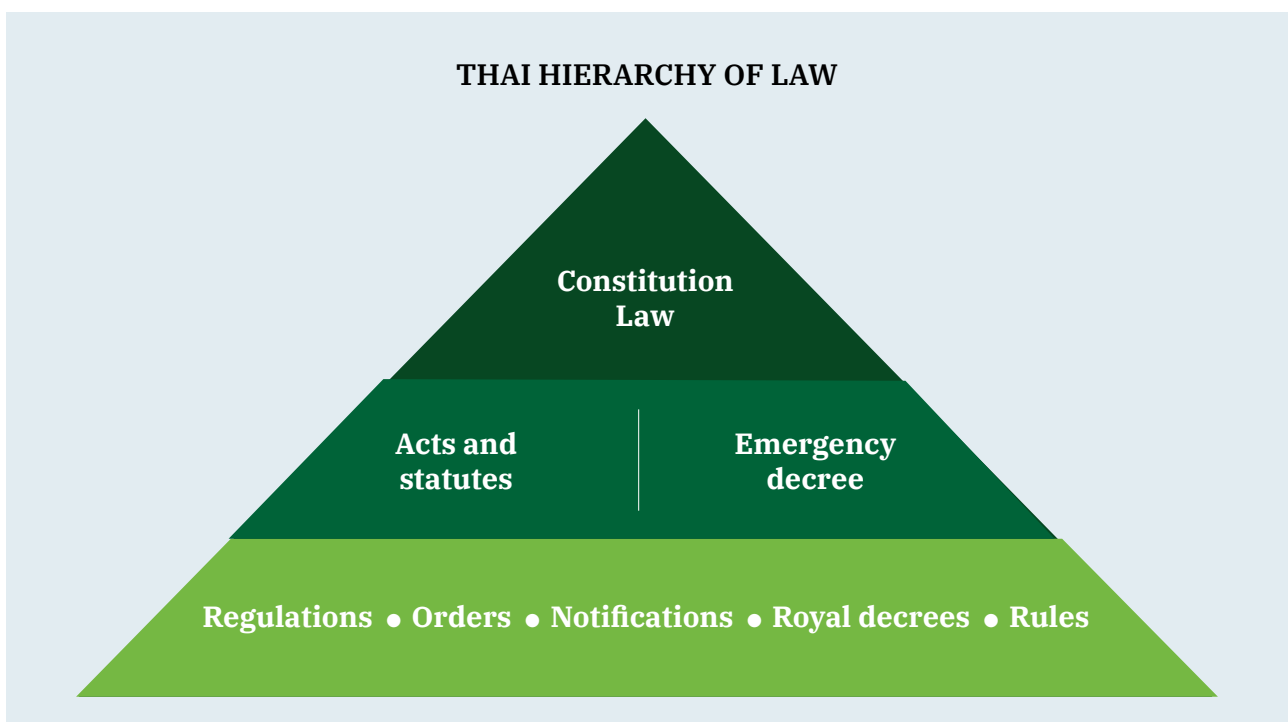 THAI HIERARCHY OF LAW
Constitution
Law
Acts and
statutes
Emergency
decree
Regulations ● Orders ● Notifications ● Royal decrees ● Rules